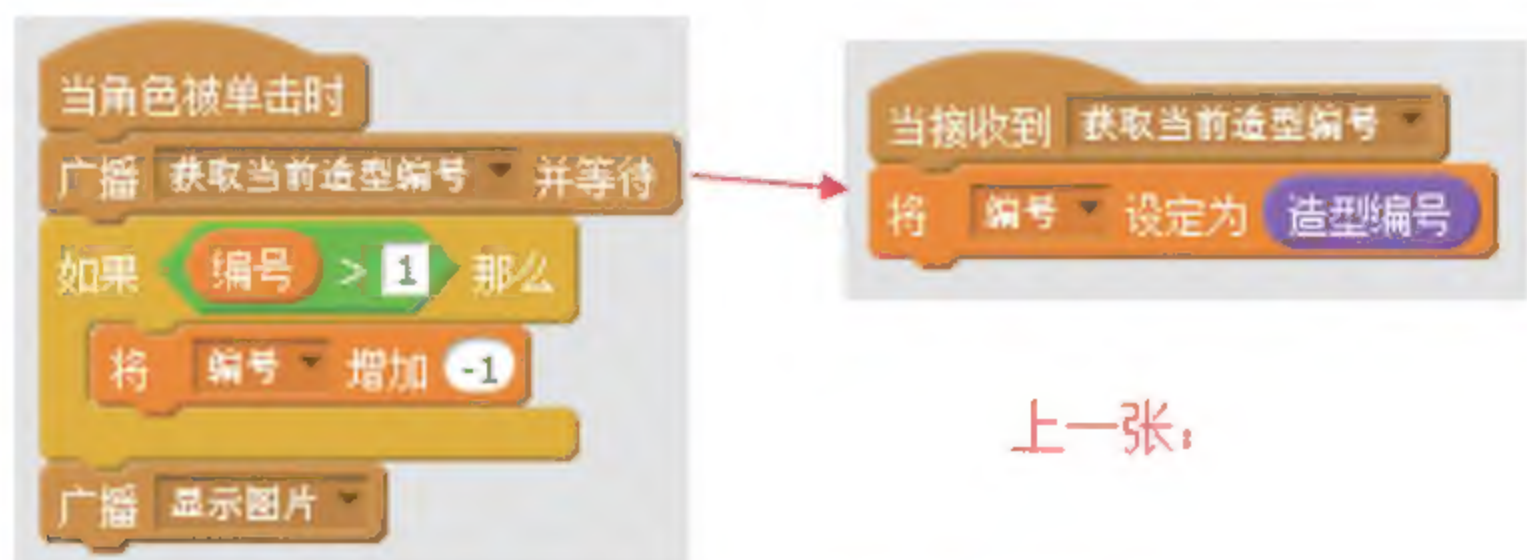 当角色被单击时
广播 获取当前造型编号 并等待
如果 编号 > 1 那么
将 编号 增加 -1
广播 显示图片
当接收到 获取当前造型编号
将 编号 设定为 造型编号
上一张: